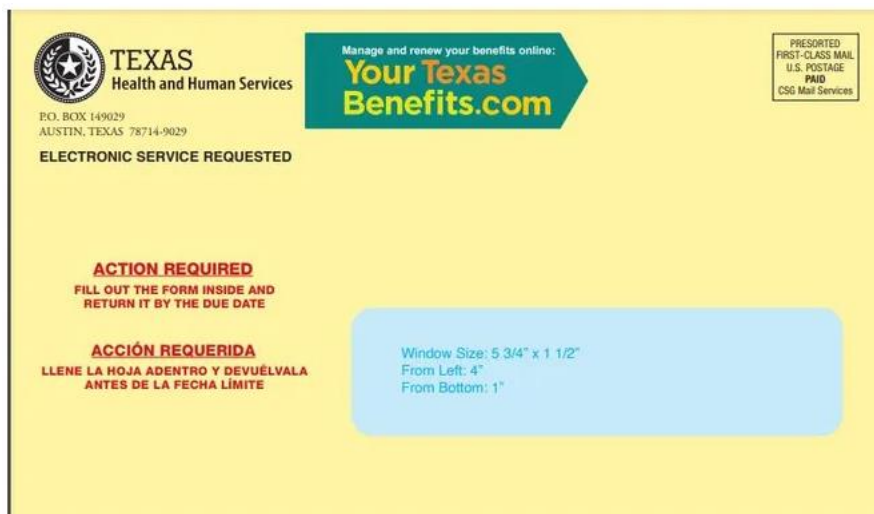 TEXAS
Health and Human Services
P.O. BOX 149029
AUSTIN, TEXAS 78714-9029
ELECTRONIC SERVICE REQUESTED
Manage and renew your benefits online:
Your Texas
Benefits.com
PRESORTED
FIRST-CLASS MAIL
U.S. POSTAGE
PAID
CSG Mail Services
ACTION REQUIRED
FILL OUT THE FORM INSIDE AND
RETURN IT BY THE DUE DATE
ACCIÓN REQUERIDA
LLENE LA HOJA ADENTRO Y DEVUÉLVALA
ANTES DE LA FECHA LÍMITE
Window Size: 5 3/4" x 1 1/2"
From Left: 4"
From Bottom: 1"